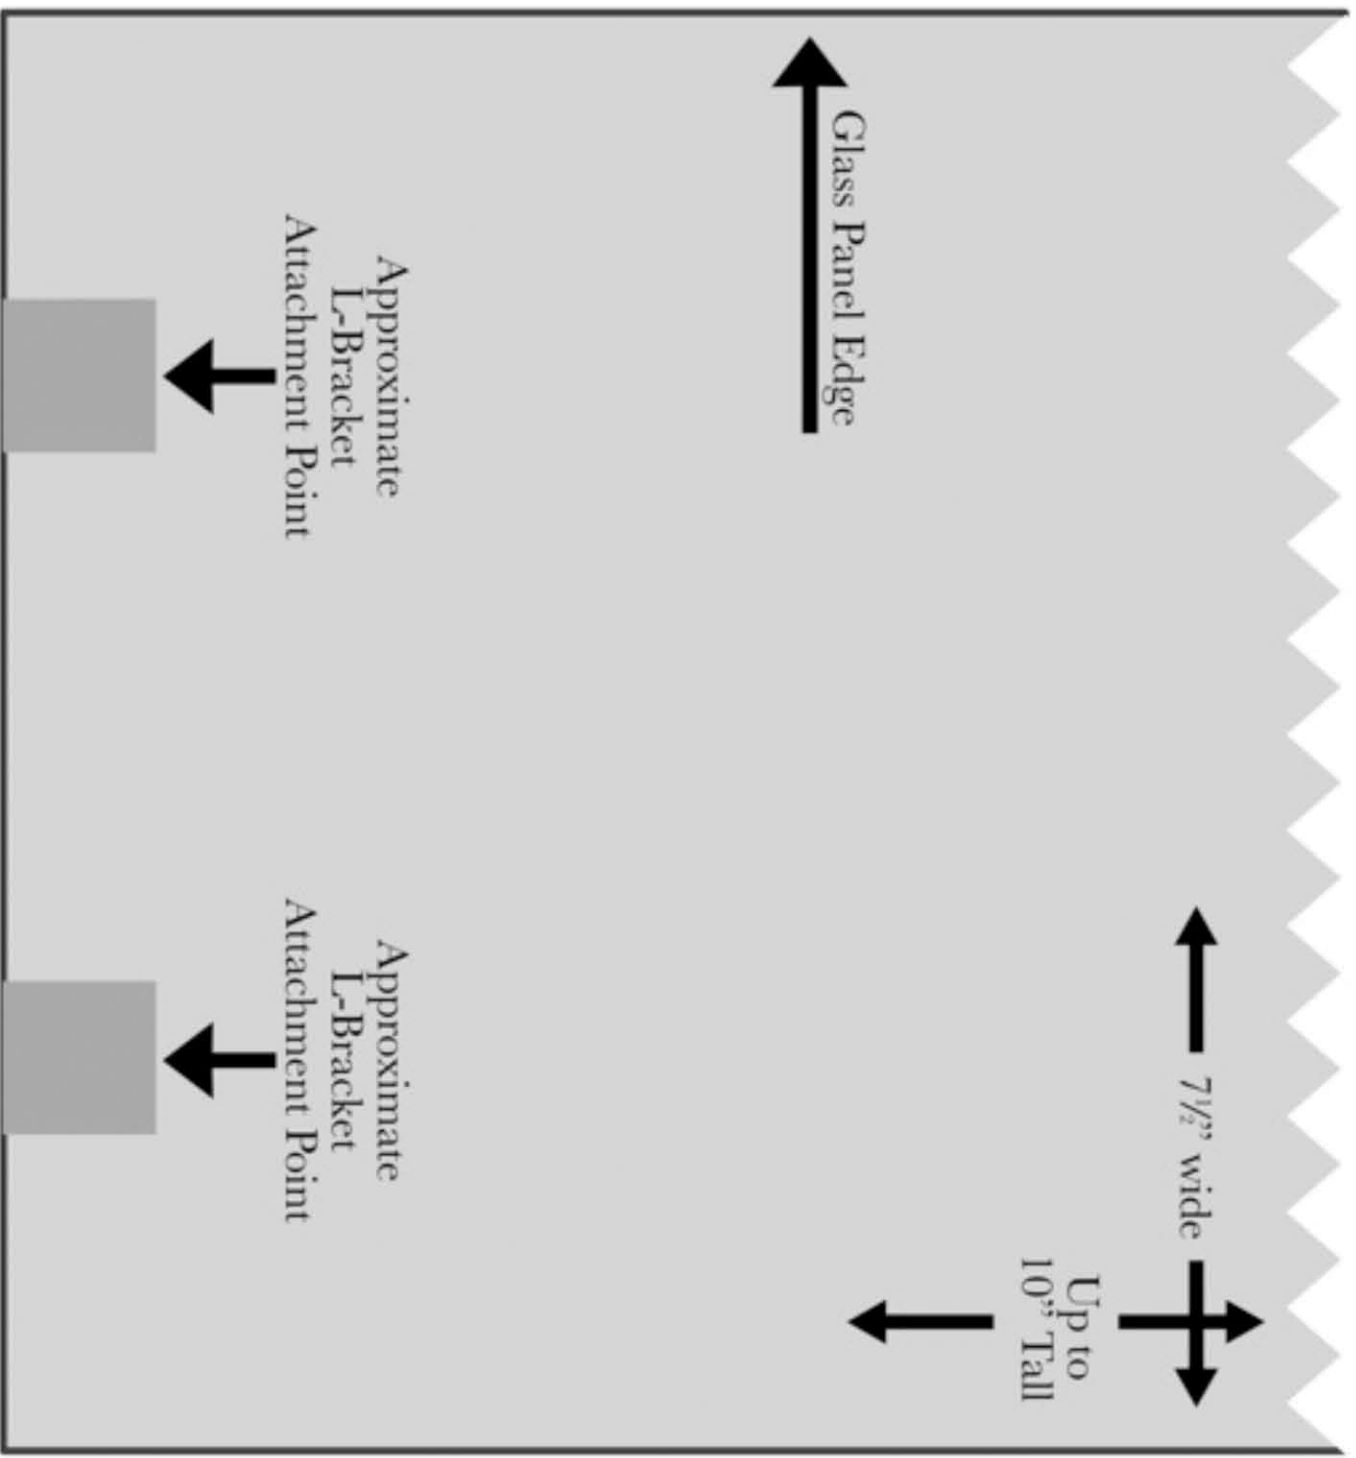 7½” wide
Up to
10” Tall
Glass Panel Edge
Approximate
L-Bracket
Attachment Point
Approximate
L-Bracket
Attachment Point